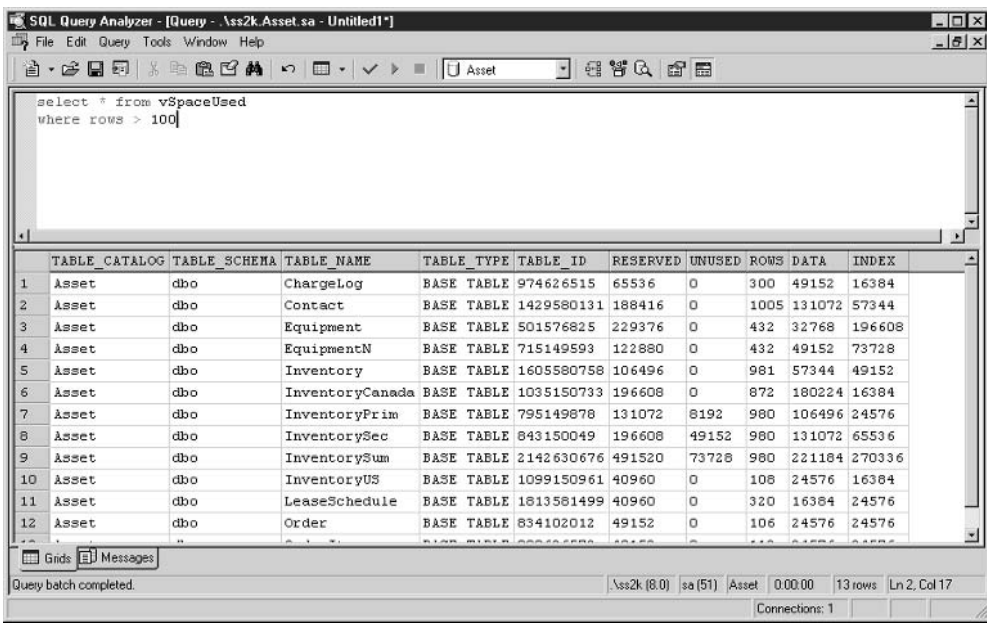 SQL Query Analyzer - [Query - .\ss2k.Asset.sa - Untitled1*]
File Edit Query Tools Window Help
Asset
select * from vSpaceUsed
where rows > 100
TABLE_CATALOG TABLE_SCHEMA TABLE_NAME TABLE_TYPE TABLE_ID RESERVED UNUSED ROWS DATA INDEX
1 Asset dbo ChargeLog BASE TABLE 974626515 65536 0 300 49152 16384
2 Asset dbo Contact BASE TABLE 1429580131 188416 0 1005 131072 57344
3 Asset dbo Equipment BASE TABLE 501576825 229376 0 432 32768 196608
4 Asset dbo EquipmentN BASE TABLE 715149593 122880 0 432 49152 73728
5 Asset dbo Inventory BASE TABLE 1605580758 106496 0 981 57344 49152
6 Asset dbo InventoryCanada BASE TABLE 1035150733 196608 0 872 180224 16384
7 Asset dbo InventoryPrim BASE TABLE 795149878 131072 8192 980 106496 24576
8 Asset dbo InventorySec BASE TABLE 843150049 196608 49152 980 131072 65536
9 Asset dbo InventorySum BASE TABLE 2142630676 491520 73728 980 221184 270336
10 Asset dbo InventoryUS BASE TABLE 1099150961 40960 0 108 24576 16384
11 Asset dbo LeaseSchedule BASE TABLE 1813581499 40960 0 320 16384 24576
12 Asset dbo Order BASE TABLE 834102012 49152 0 106 24576 24576
Grids Messages
Query batch completed. .\ss2k (8.0) sa (51) Asset 0:00:00 13 rows Ln 2, Col 17
Connections: 1